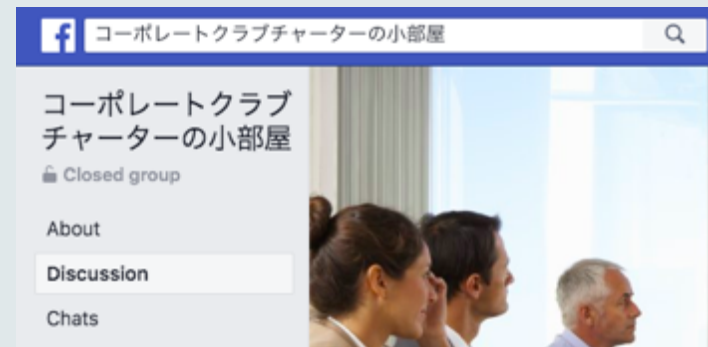 コーポレートクラブチャーターの小部屋
コーポレートクラブ
チャーターの小部屋
Closed group
About
Discussion
Chats